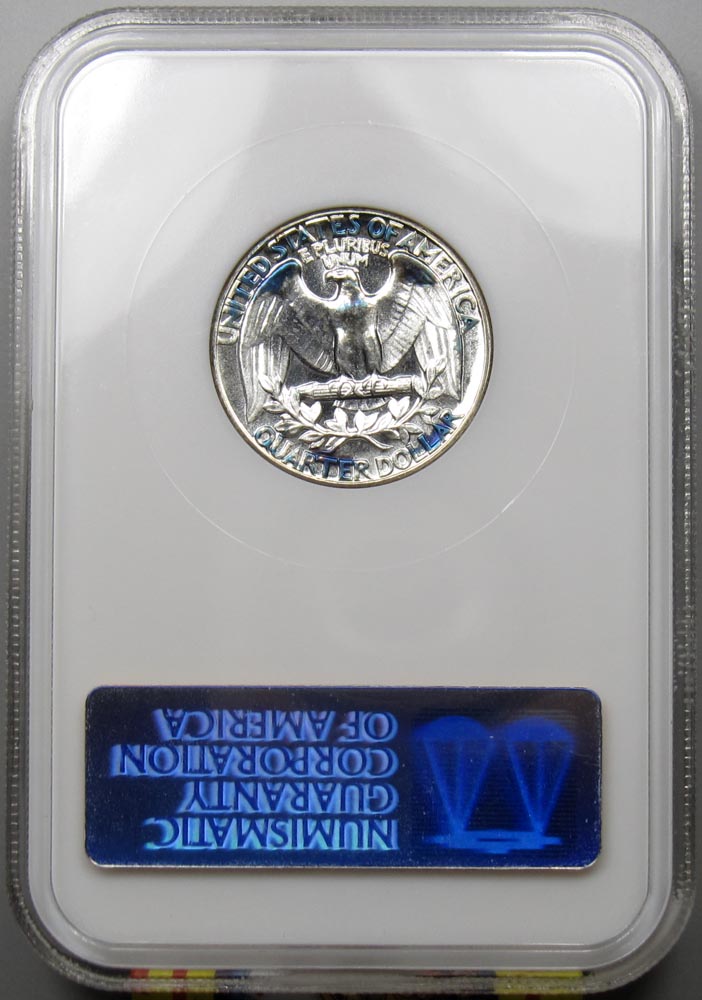 UNITED STATES OF AMERICA
E PLURIBUS
UNUM
QUARTER DOLLAR
NUMISMATIC
GUARANTY
CORPORATION
OF AMERICA